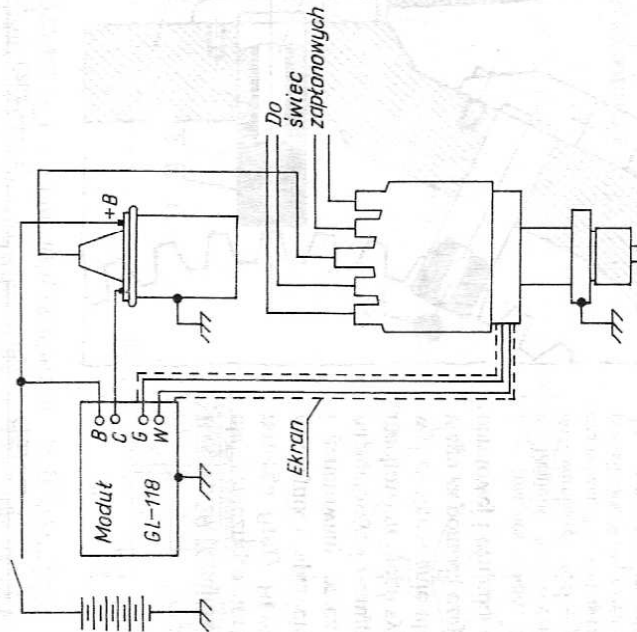 Do
świec
zapłonowych
+B
B
C
G
W
Moduł
GL-118
Ekran